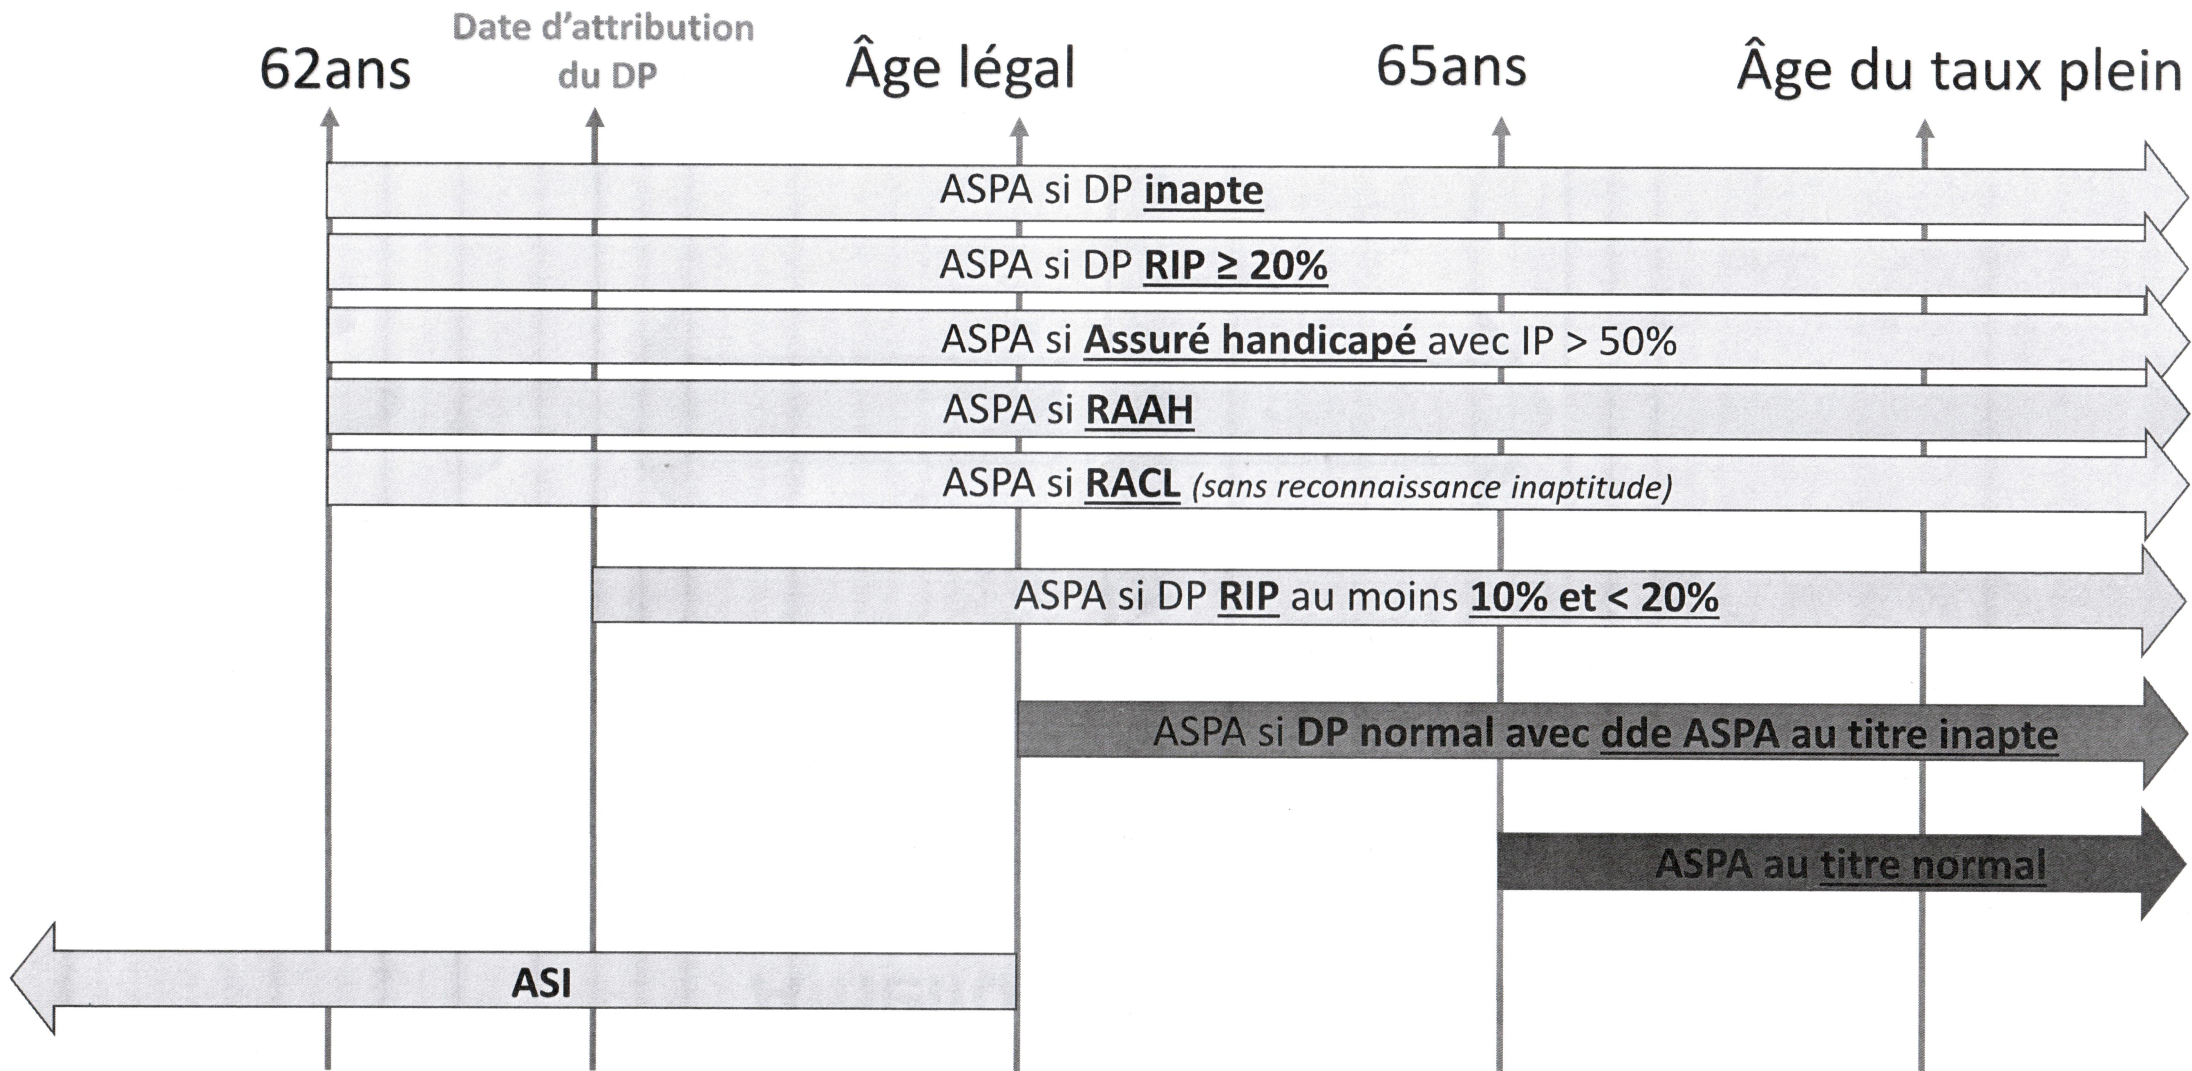 Date d'attribution
du DP
62ans
Âge légal
65ans
Âge du taux plein
ASPA si DP inapte
ASPA si DP RIP ≥ 20%
ASPA si Assuré handicapé avec IP > 50%
ASPA si RAAH
ASPA si RACL (sans reconnaissance inaptitude)
ASPA si DP RIP au moins 10% et < 20%
ASPA si DP normal avec dde ASPA au titre inapte
ASPA au titre normal
ASI